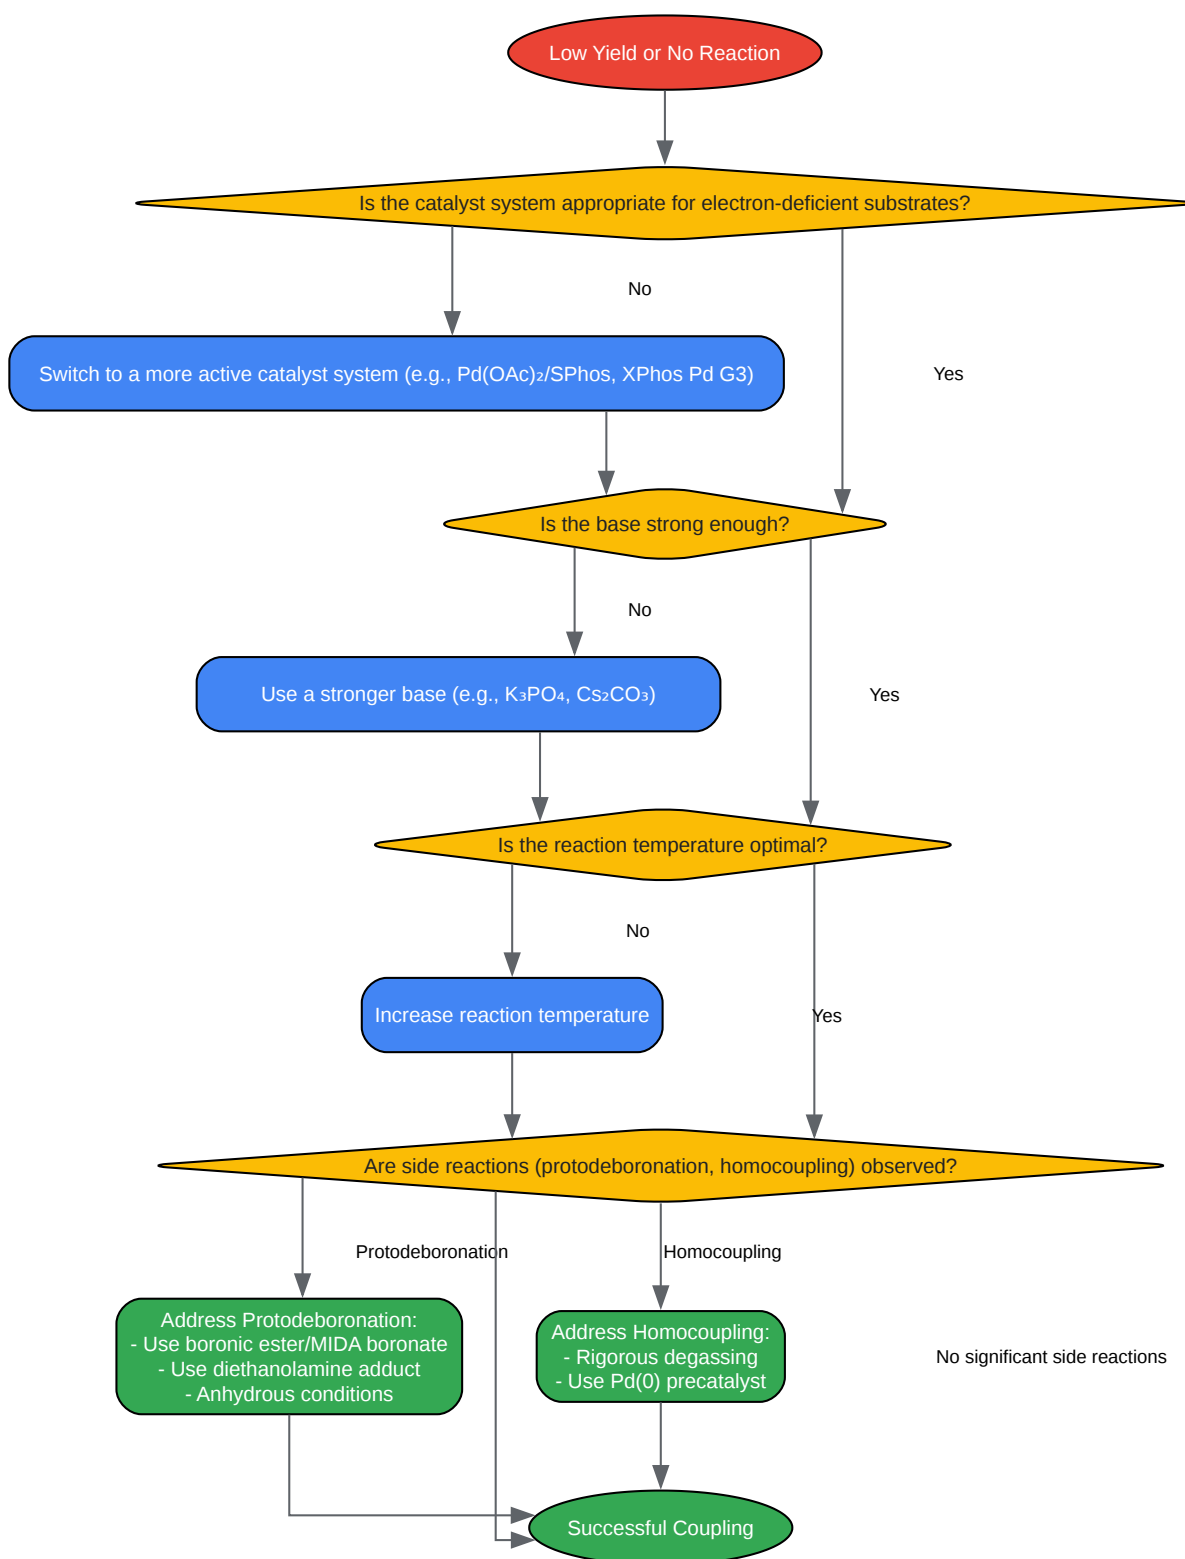 Low Yield or No Reaction
Is the catalyst system appropriate for electron-deficient substrates?
No
Switch to a more active catalyst system (e.g., Pd(OAc)₂/SPhos, XPhos Pd G3)
Yes
Is the base strong enough?
No
Use a stronger base (e.g., K₃PO₄, Cs₂CO₃)
Yes
Is the reaction temperature optimal?
No
Increase reaction temperature
Yes
Are side reactions (protodeboronation, homocoupling) observed?
Protodeboronation
Homocoupling
Address Protodeboronation:
- Use boronic ester/MIDA boronate
- Use diethanolamine adduct
- Anhydrous conditions
Address Homocoupling:
- Rigorous degassing
- Use Pd(0) precatalyst
No significant side reactions
Successful Coupling